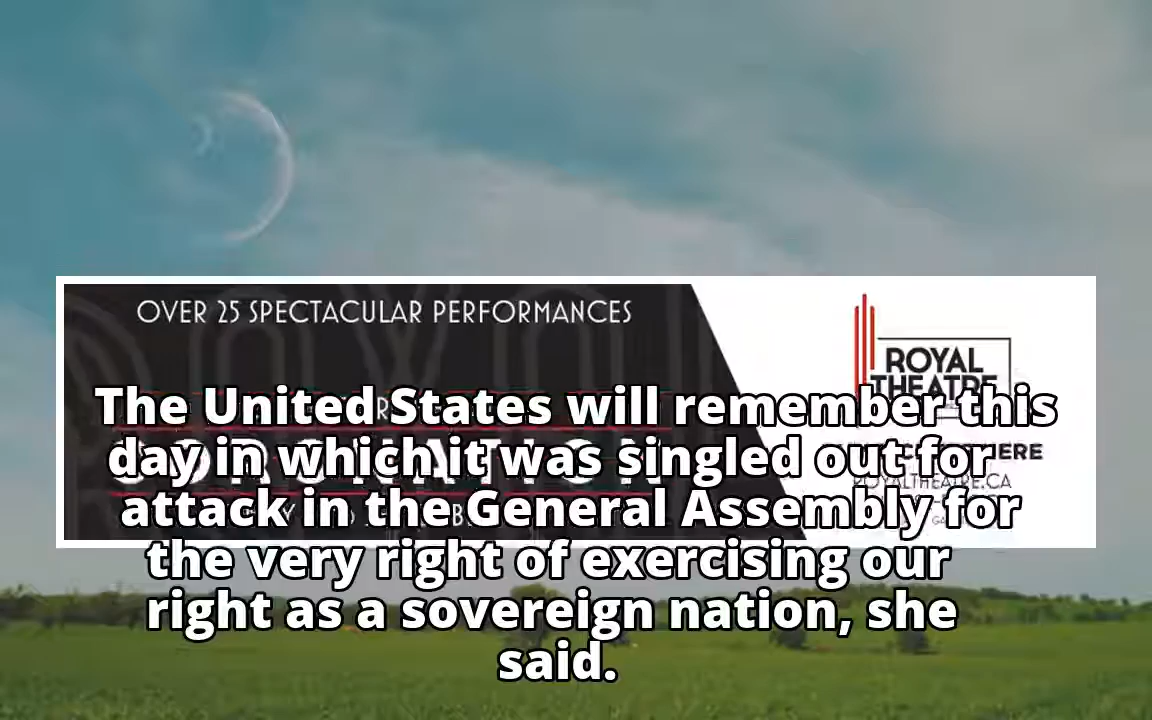 OVER 25 SPECTACULAR PERFORMANCES
ROYAL
THEATRE
The United States will remember this
day in which it was singled out for
attack in the General Assembly for
the very right of exercising our
right as a sovereign nation, she
said.
ROYALTHEATRE.CA